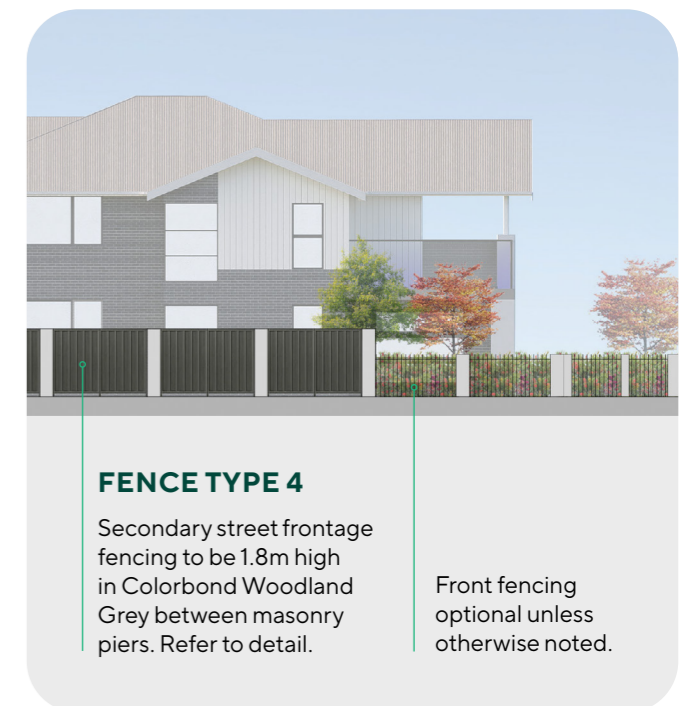 FENCE TYPE 4
Secondary street frontage
fencing to be 1.8m high
in Colorbond Woodland
Grey between masonry
piers. Refer to detail.
Front fencing
optional unless
otherwise noted.